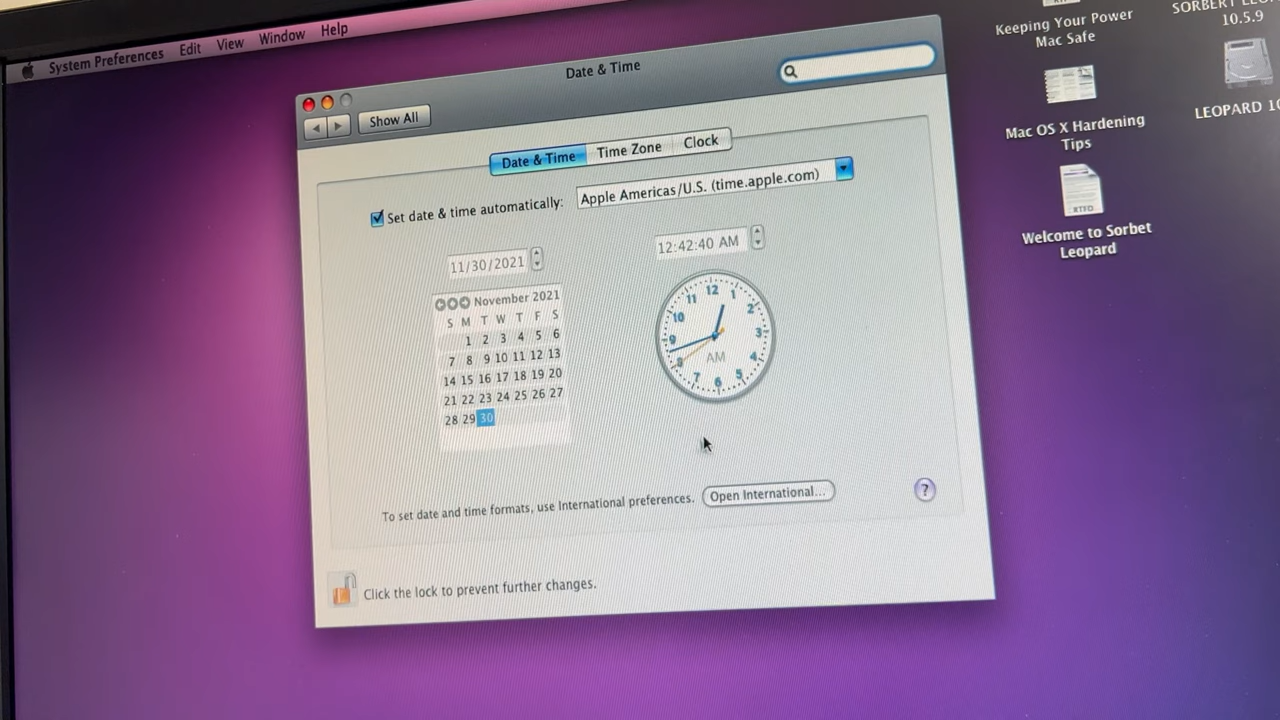 System Preferences Edit View Window Help
Date & Time
Show All
Date & Time Time Zone Clock
Set date & time automatically: Apple Americas/U.S. (time.apple.com)
11/30/2021
12:42:40 AM
November 2021
S M T W T F S
1 2 3 4 5 6
7 8 9 10 11 12 13
14 15 16 17 18 19 20
21 22 23 24 25 26 27
28 29 30
12
1
2
3
4
5
6
7
8
9
10
11
AM
To set date and time formats, use International preferences. Open International...
?
Click the lock to prevent further changes.
Keeping Your Power
Mac Safe
Mac OS X Hardening
Tips
RTFD
Welcome to Sorbet
Leopard
10.5.9
LEOPARD